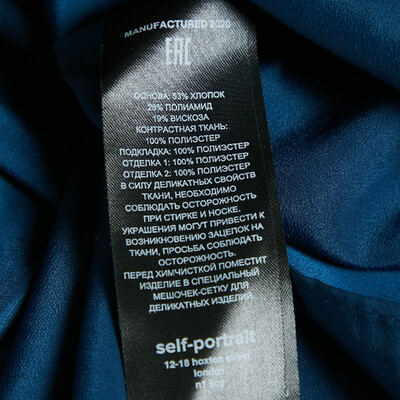 MANUFACTURED 2020
EAC
ОСНОВА: 53% ХЛОПОК
28% ПОЛИАМИД
19% ВИСКОЗА
КОНТРАСТНАЯ ТКАНЬ:
100% ПОЛИЭСТЕР
ПОДКЛАДКА: 100% ПОЛИЭСТЕР
ОТДЕЛКА 1: 100% ПОЛИЭСТЕР
ОТДЕЛКА 2: 100% ПОЛИЭСТЕР
В СИЛУ ДЕЛИКАТНЫХ СВОЙСТВ
ТКАНИ, НЕОБХОДИМО
СОБЛЮДАТЬ ОСТОРОЖНОСТЬ
ПРИ СТИРКЕ И НОСКЕ.
УКРАШЕНИЯ МОГУТ ПРИВЕСТИ К
ВОЗНИКНОВЕНИЮ ЗАЦЕПОК НА
ТКАНИ, ПРОСЬБА СОБЛЮДАТЬ
ОСТОРОЖНОСТЬ.
ПЕРЕД ХИМЧИСТКОЙ ПОМЕСТИТ
ИЗДЕЛИЕ В СПЕЦИАЛЬНЫЙ
МЕШОЧЕК-СЕТКУ ДЛЯ
ДЕЛИКАТНЫХ ИЗДЕЛИЙ.
self-portrait
12-18 hoxton street
london
n1